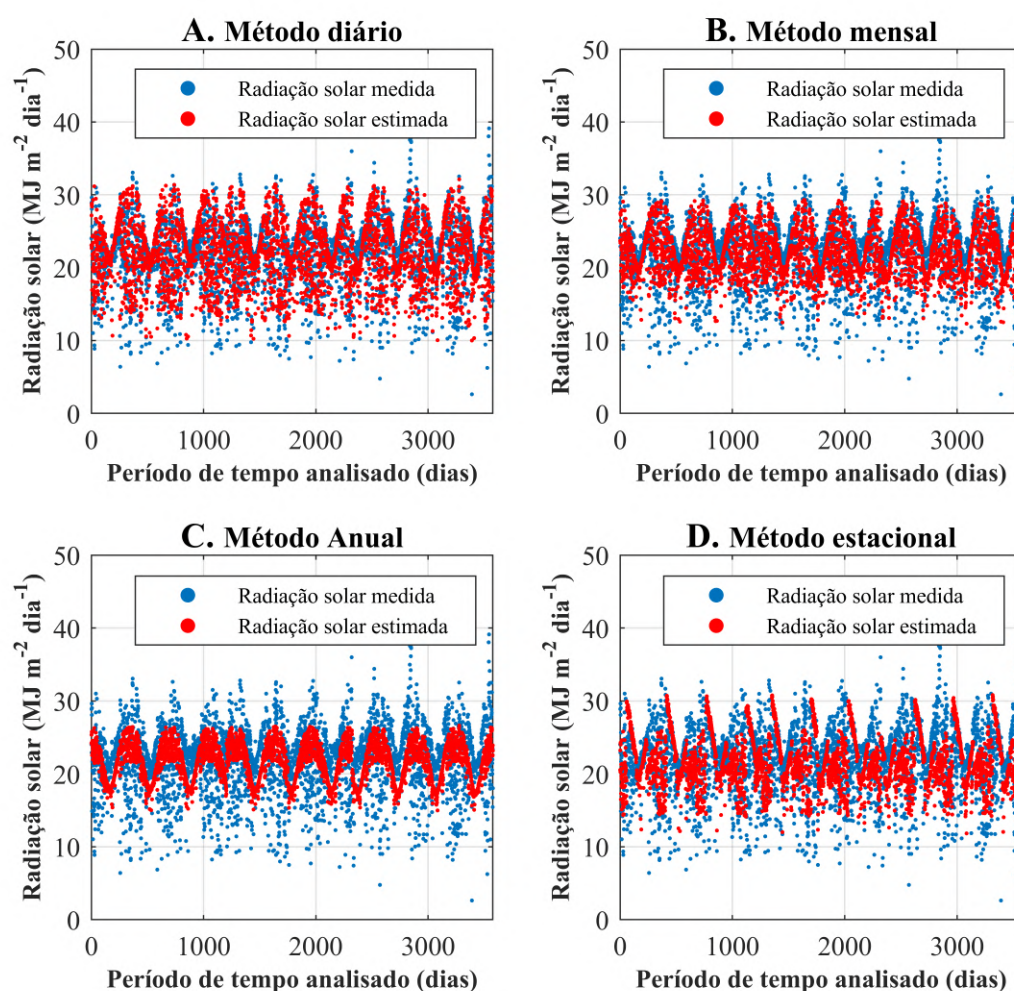 A. Método diário
50
40
30
20
10
0
Radiação solar (MJ m⁻² dia⁻¹)
Radiação solar medida
Radiação solar estimada
0 1000 2000 3000
Período de tempo analisado (dias)
B. Método mensal
50
40
30
20
10
0
Radiação solar (MJ m⁻² dia⁻¹)
Radiação solar medida
Radiação solar estimada
0 1000 2000 3000
Período de tempo analisado (dias)
C. Método Anual
50
40
30
20
10
0
Radiação solar (MJ m⁻² dia⁻¹)
Radiação solar medida
Radiação solar estimada
0 1000 2000 3000
Período de tempo analisado (dias)
D. Método estacional
50
40
30
20
10
0
Radiação solar (MJ m⁻² dia⁻¹)
Radiação solar medida
Radiação solar estimada
0 1000 2000 3000
Período de tempo analisado (dias)